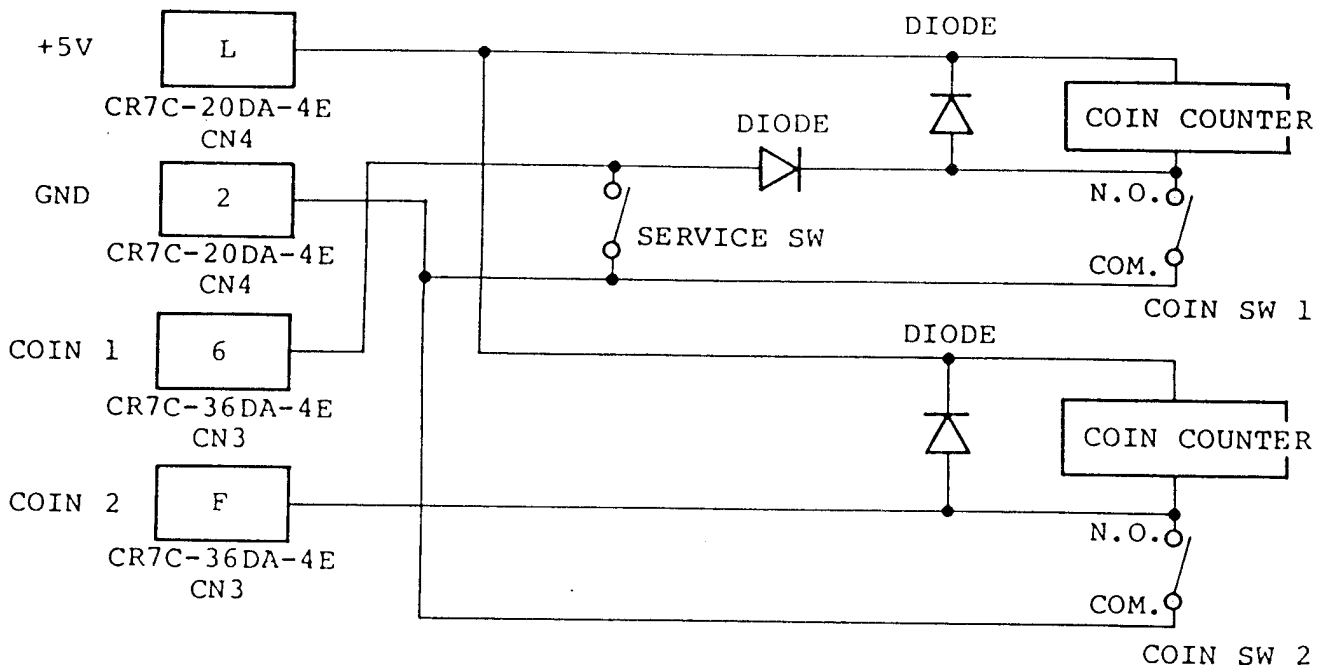 DIODE
+5V
L
CR7C-20DA-4E
CN4
DIODE
COIN COUNTER
GND
2
CR7C-20DA-4E
CN4
SERVICE SW
N.O.
COM.
COIN SW 1
COIN 1
6
CR7C-36DA-4E
CN3
DIODE
COIN COUNTER
COIN 2
F
CR7C-36DA-4E
CN3
N.O.
COM.
COIN SW 2